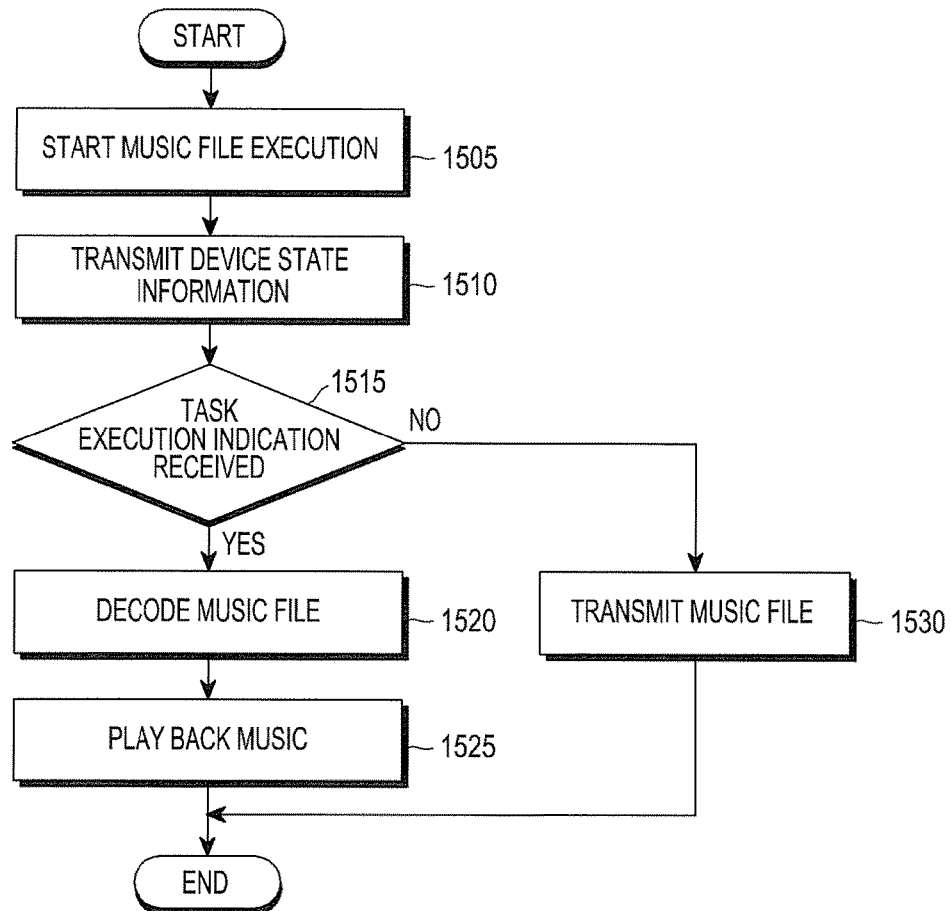 START
START MUSIC FILE EXECUTION
1505
TRANSMIT DEVICE STATE
INFORMATION
1510
1515
TASK
EXECUTION INDICATION
RECEIVED
NO
YES
DECODE MUSIC FILE
1520
TRANSMIT MUSIC FILE
1530
PLAY BACK MUSIC
1525
END